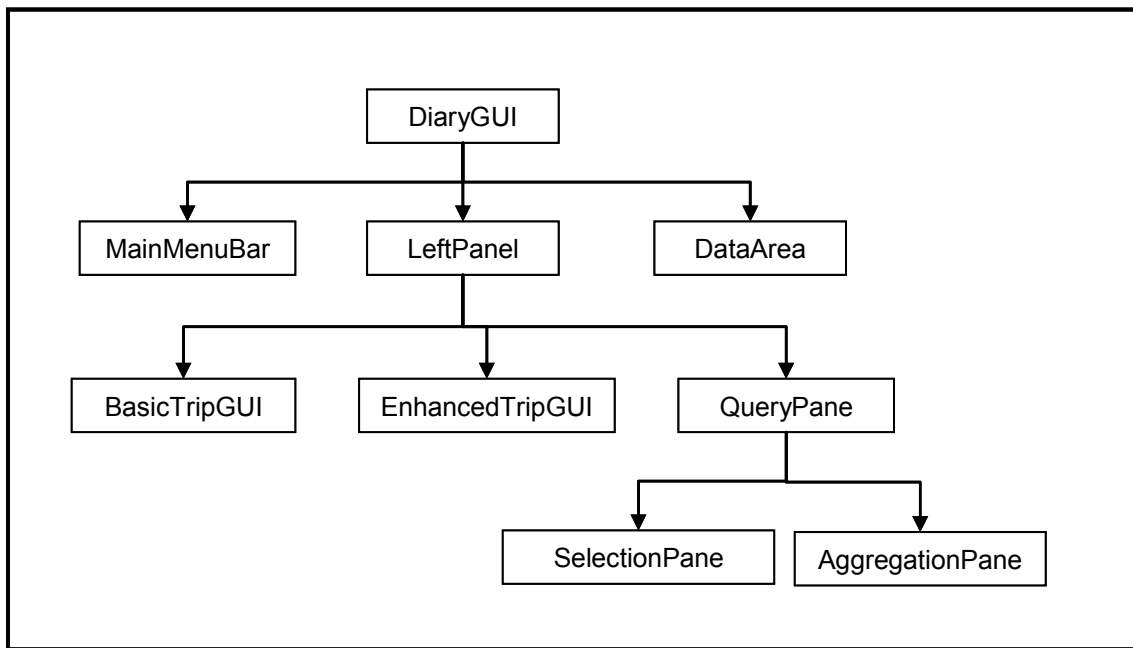 DiaryGUI
MainMenuBar
LeftPanel
DataArea
BasicTripGUI
EnhancedTripGUI
QueryPane
SelectionPane
AggregationPane